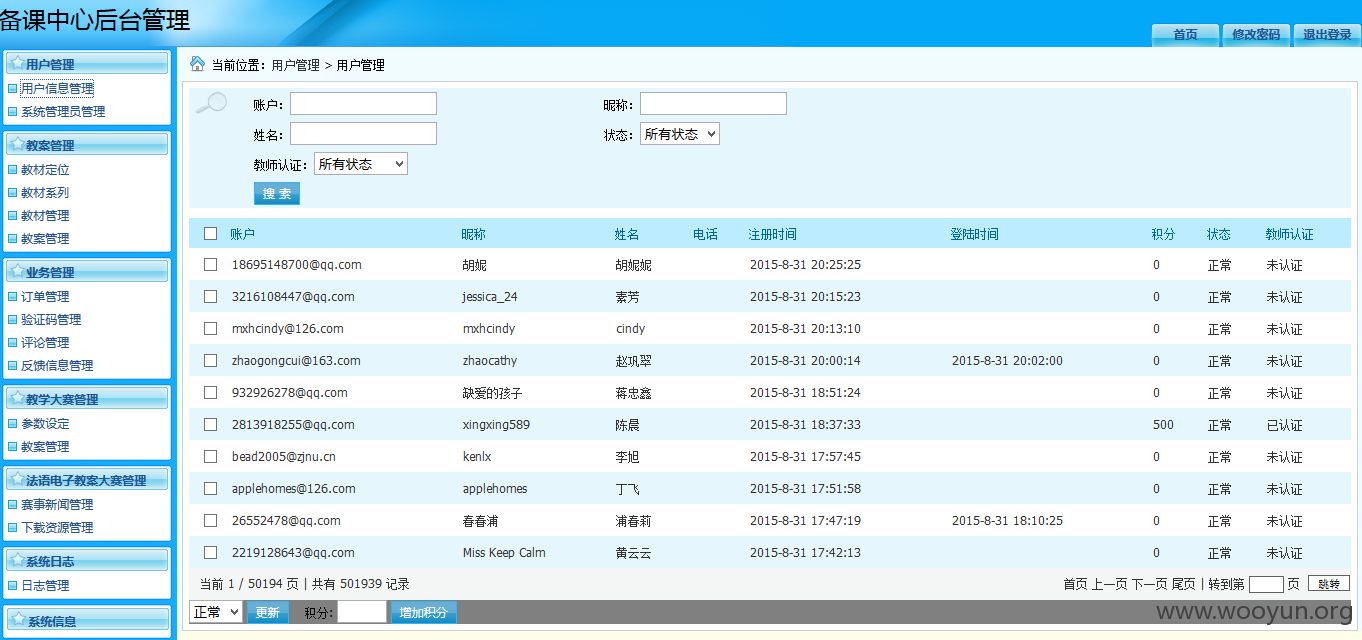 备课中心后台管理
首页 修改密码 退出登录
用户管理
用户信息管理
系统管理员管理
教案管理
教材定位
教材系列
教材管理
教案管理
业务管理
订单管理
验证码管理
评论管理
反馈信息管理
教学大赛管理
参数设定
教案管理
法语电子教案大赛管理
赛事新闻管理
下载资源管理
系统日志
日志管理
系统信息
当前位置：用户管理 > 用户管理
账户： 昵称：
姓名： 状态：所有状态
教师认证：所有状态
搜 索
账户 昵称 姓名 电话 注册时间 登陆时间 积分 状态 教师认证
18695148700@qq.com 胡妮 胡妮妮 2015-8-31 20:25:25 0 正常 未认证
3216108447@qq.com jessica_24 素芳 2015-8-31 20:15:23 0 正常 未认证
mxhcindy@126.com mxhcindy cindy 2015-8-31 20:13:10 0 正常 未认证
zhaogongcui@163.com zhaocathy 赵巩翠 2015-8-31 20:00:14 2015-8-31 20:02:00 0 正常 未认证
932926278@qq.com 缺爱的孩子 蒋忠鑫 2015-8-31 18:51:24 0 正常 未认证
2813918255@qq.com xingxing589 陈晨 2015-8-31 18:37:33 500 正常 已认证
bead2005@zjnu.cn kenlx 李旭 2015-8-31 17:57:45 0 正常 未认证
applehomes@126.com applehomes 丁飞 2015-8-31 17:51:58 0 正常 未认证
26552478@qq.com 春春浦 浦春莉 2015-8-31 17:47:19 2015-8-31 18:10:25 0 正常 未认证
2219128643@qq.com Miss Keep Calm 黄云云 2015-8-31 17:42:13 0 正常 未认证
当前 1 / 50194 页 | 共有 501939 记录 首页 上一页 下一页 尾页 | 转到第 页 跳转
正常 更新 积分: 增加积分
www.wooyun.org